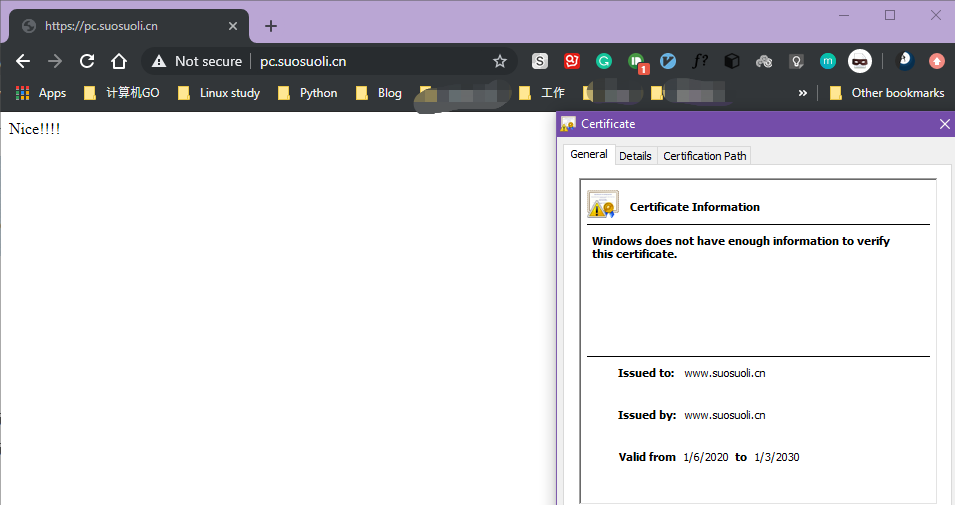 https://pc.suosuoli.cn
Not secure pc.suosuoli.cn
1
Apps 计算机GO Linux study Python Blog 工作 » Other bookmarks
Nice!!!!
Certificate
General Details Certification Path
Certificate Information
Windows does not have enough information to verify
this certificate.
Issued to: www.suosuoli.cn
Issued by: www.suosuoli.cn
Valid from 1/6/2020 to 1/3/2030